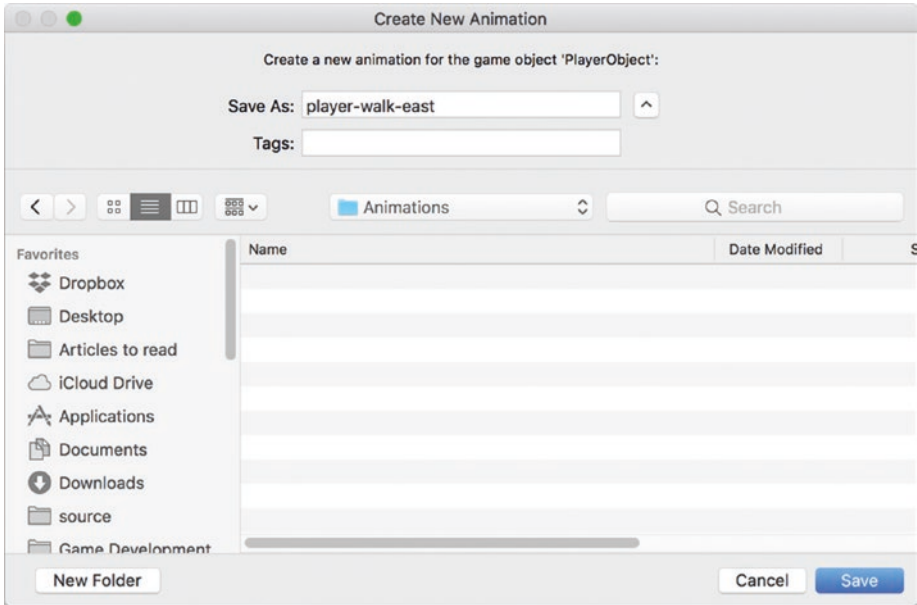 Create New Animation
Create a new animation for the game object 'PlayerObject':
Save As: player-walk-east
Tags:
Animations
Search
Favorites
Dropbox
Desktop
Articles to read
iCloud Drive
Applications
Documents
Downloads
source
Game Development
Name Date Modified S
New Folder Cancel Save